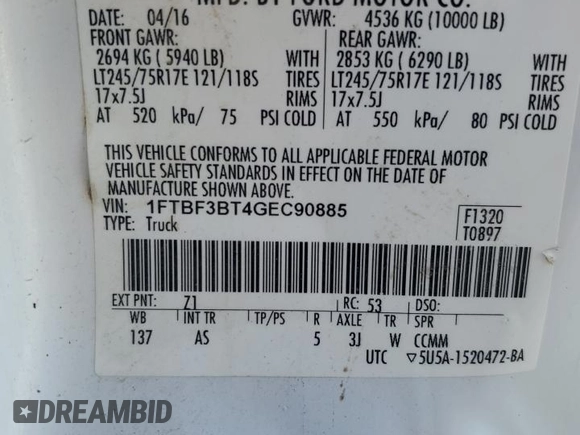 MFD. BY FORD MOTOR CO.
DATE: 04/16 GVWR: 4536 KG (10000 LB)
FRONT GAWR: REAR GAWR:
2694 KG ( 5940 LB) WITH 2853 KG ( 6290 LB) WITH
LT245/75R17E 121/118S TIRES LT245/75R17E 121/118S TIRES
17x7.5J RIMS 17x7.5J RIMS
AT 520 kPa/ 75 PSI COLD AT 550 kPa/ 80 PSI COLD
THIS VEHICLE CONFORMS TO ALL APPLICABLE FEDERAL MOTOR
VEHICLE SAFETY STANDARDS IN EFFECT ON THE DATE OF
MANUFACTURE SHOWN ABOVE.
VIN: 1FTBF3BT4GEC90885 F1320
TYPE: Truck T0897
EXT PNT: Z1 RC: 53 DSO:
WB INT TR TP/PS R AXLE TR SPR
137 AS 5 3J W CCMM
UTC ▽5U5A-1520472-BA
DREAMBID